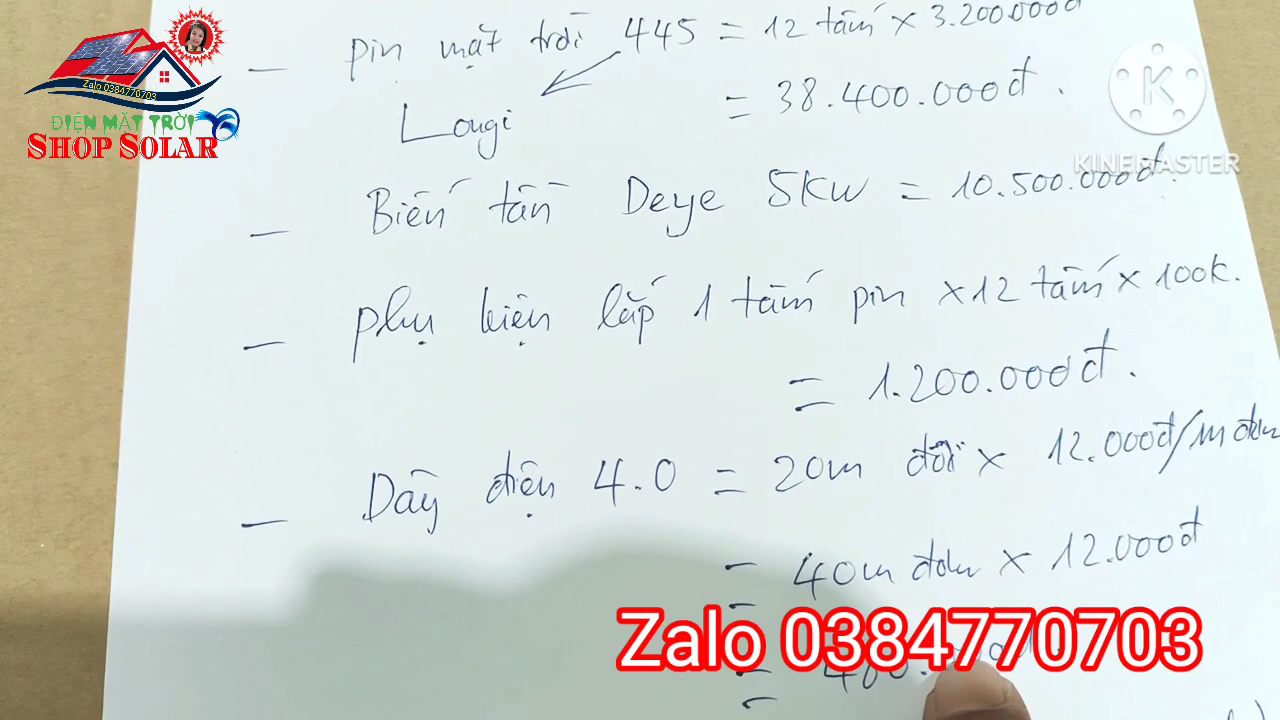 Zalo 0384770703
ĐIỆN MẶT TRỜI
SHOP SOLAR
K
KINEMASTER
— pin mặt trời 445 = 12 tấm x 3.200.000đ
Longi = 38.400.000đ.
— Biến tần Deye 5KW = 10.500.000đ.
— phụ kiện lắp 1 tấm pin x 12 tấm x 100k.
= 1.200.000đ.
— Dây điện 4.0 = 20m đôi x 12.000đ/m đơn
= 40m đơn x 12.000đ
Zalo 0384770703